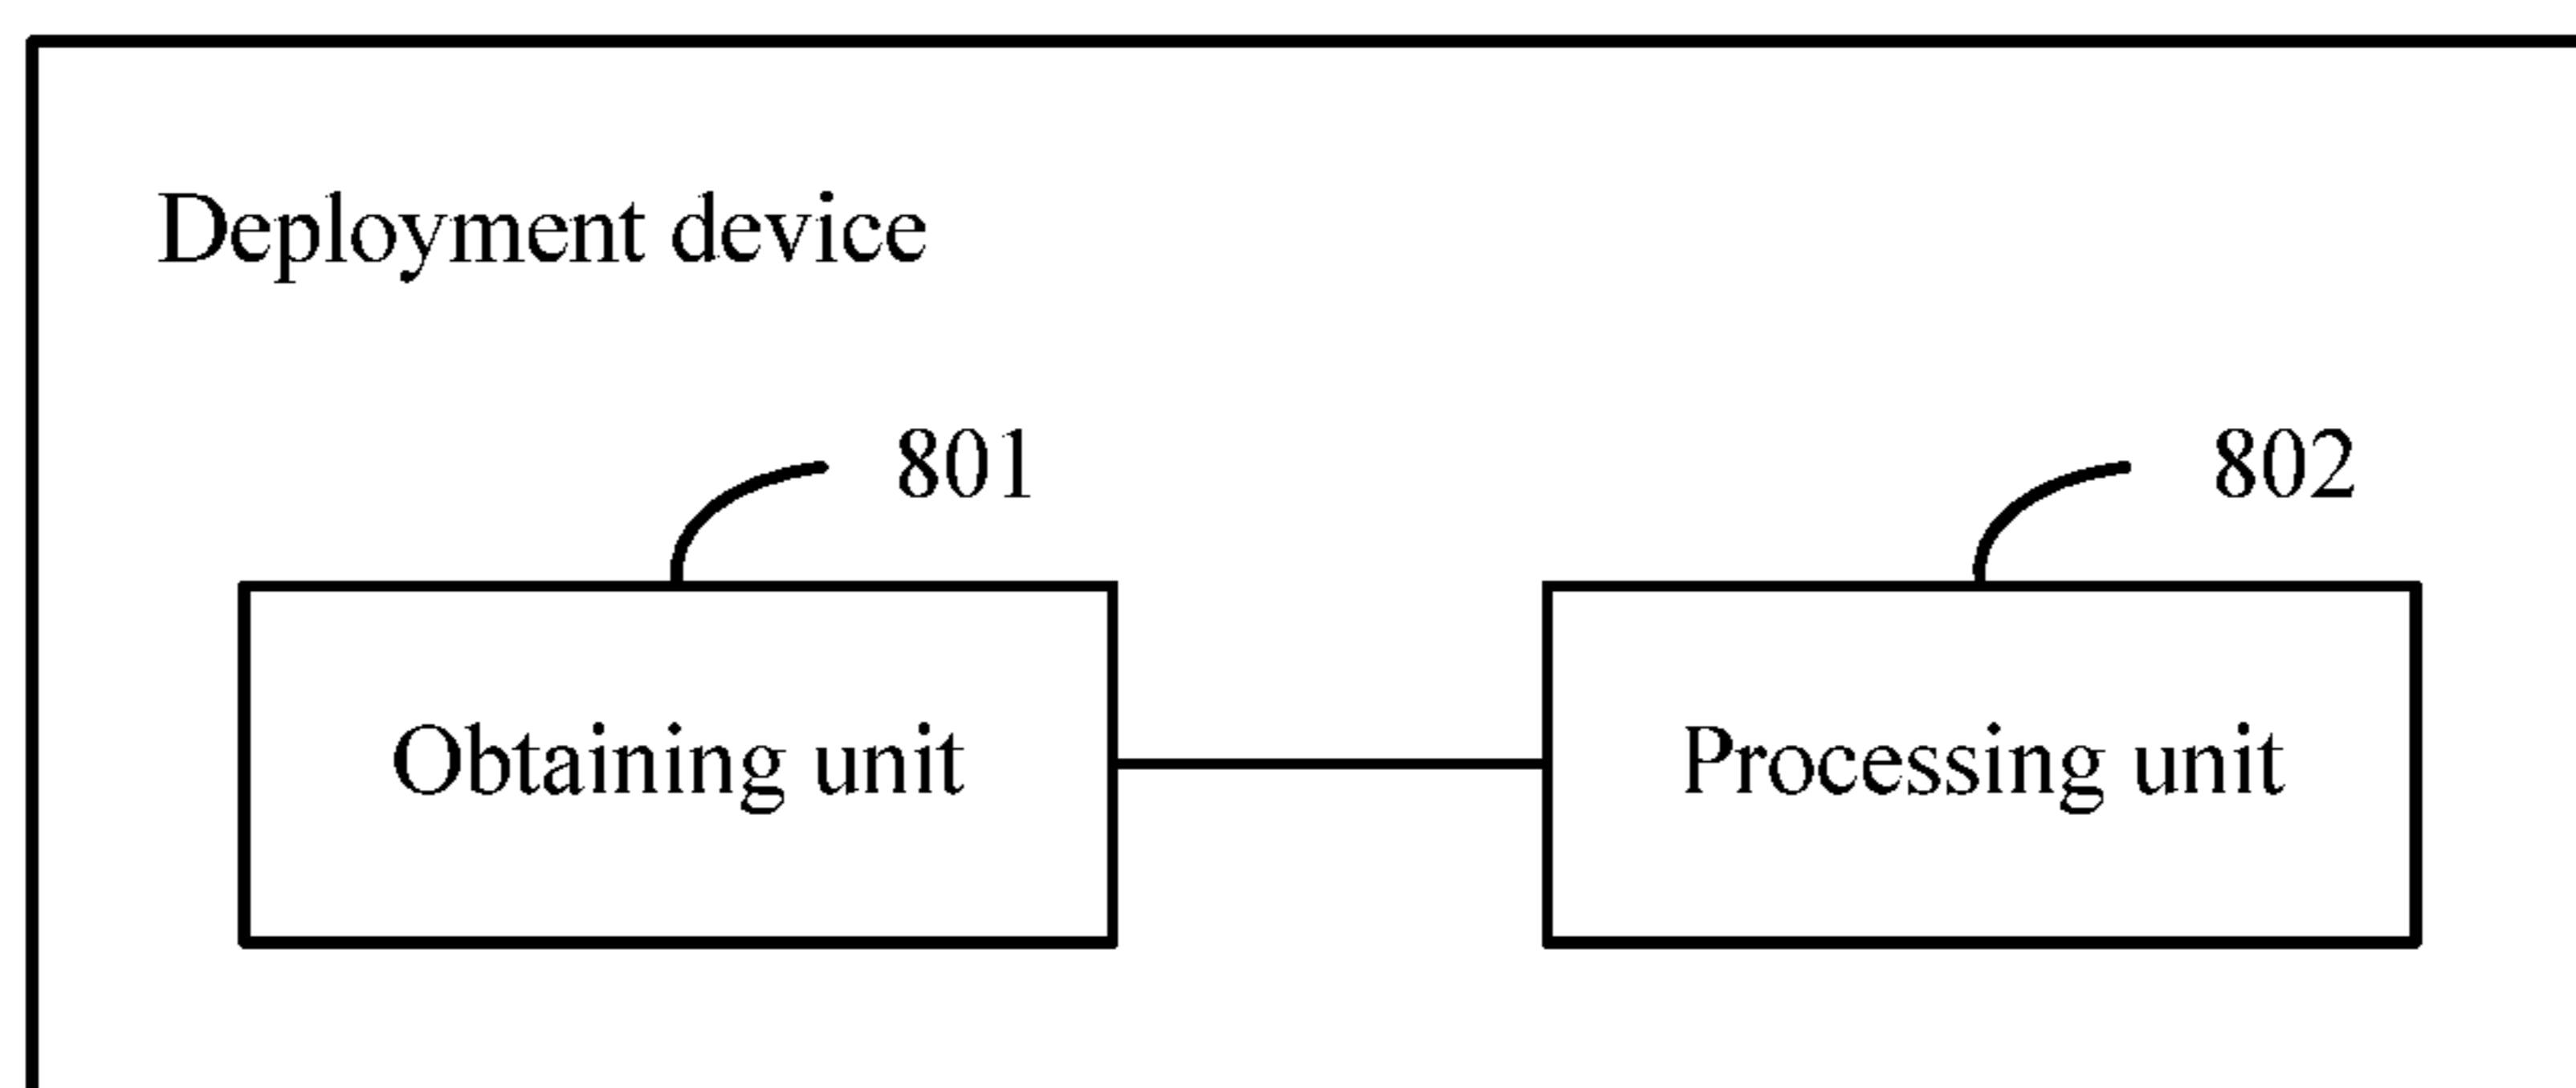 Deployment device
801
802
Obtaining unit
Processing unit